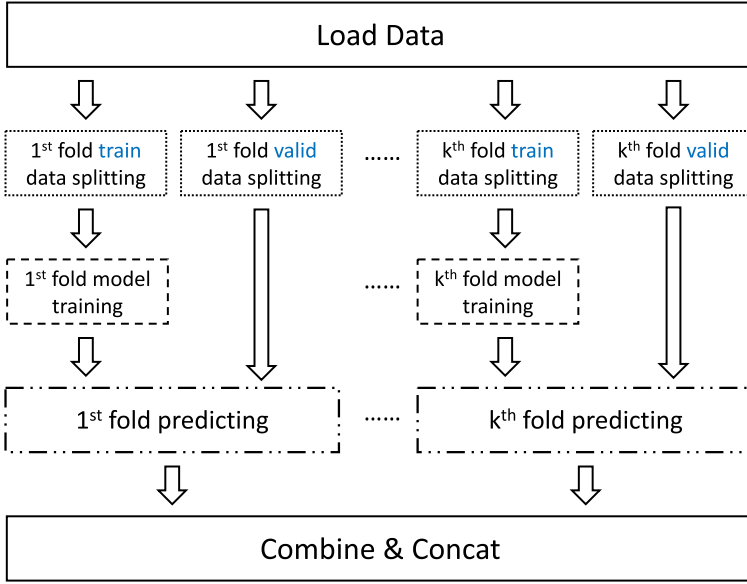 Load Data
1st fold train
data splitting
1st fold valid
data splitting
......
kth fold train
data splitting
kth fold valid
data splitting
1st fold model
training
......
kth fold model
training
1st fold predicting
......
kth fold predicting
Combine & Concat